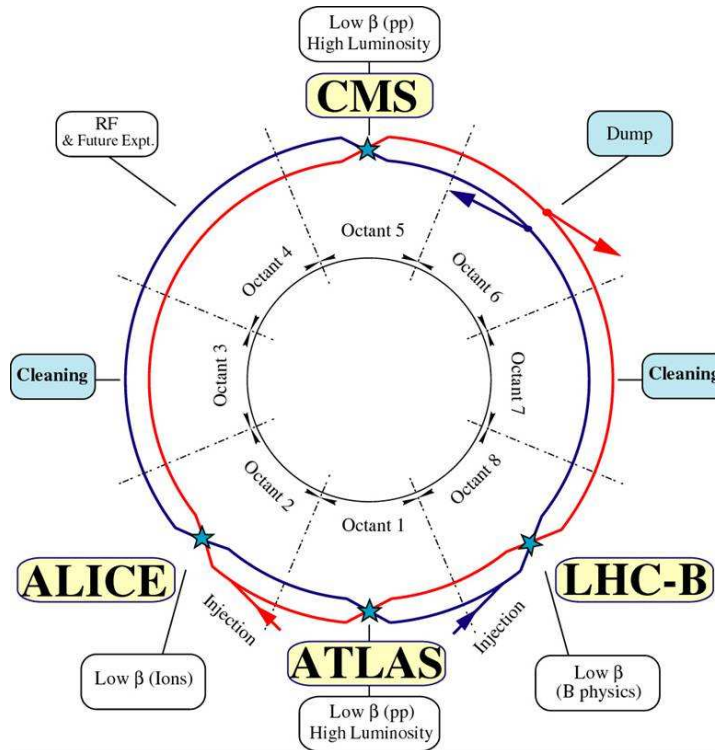 Low β (pp)
High Luminosity
CMS
RF
& Future Expt.
Dump
Octant 5
Octant 4
Octant 6
Cleaning
Octant 3
Octant 7
Cleaning
Octant 2
Octant 8
Octant 1
ALICE
LHC-B
Injection
Injection
ATLAS
Low β (Ions)
Low β
(B physics)
Low β (pp)
High Luminosity